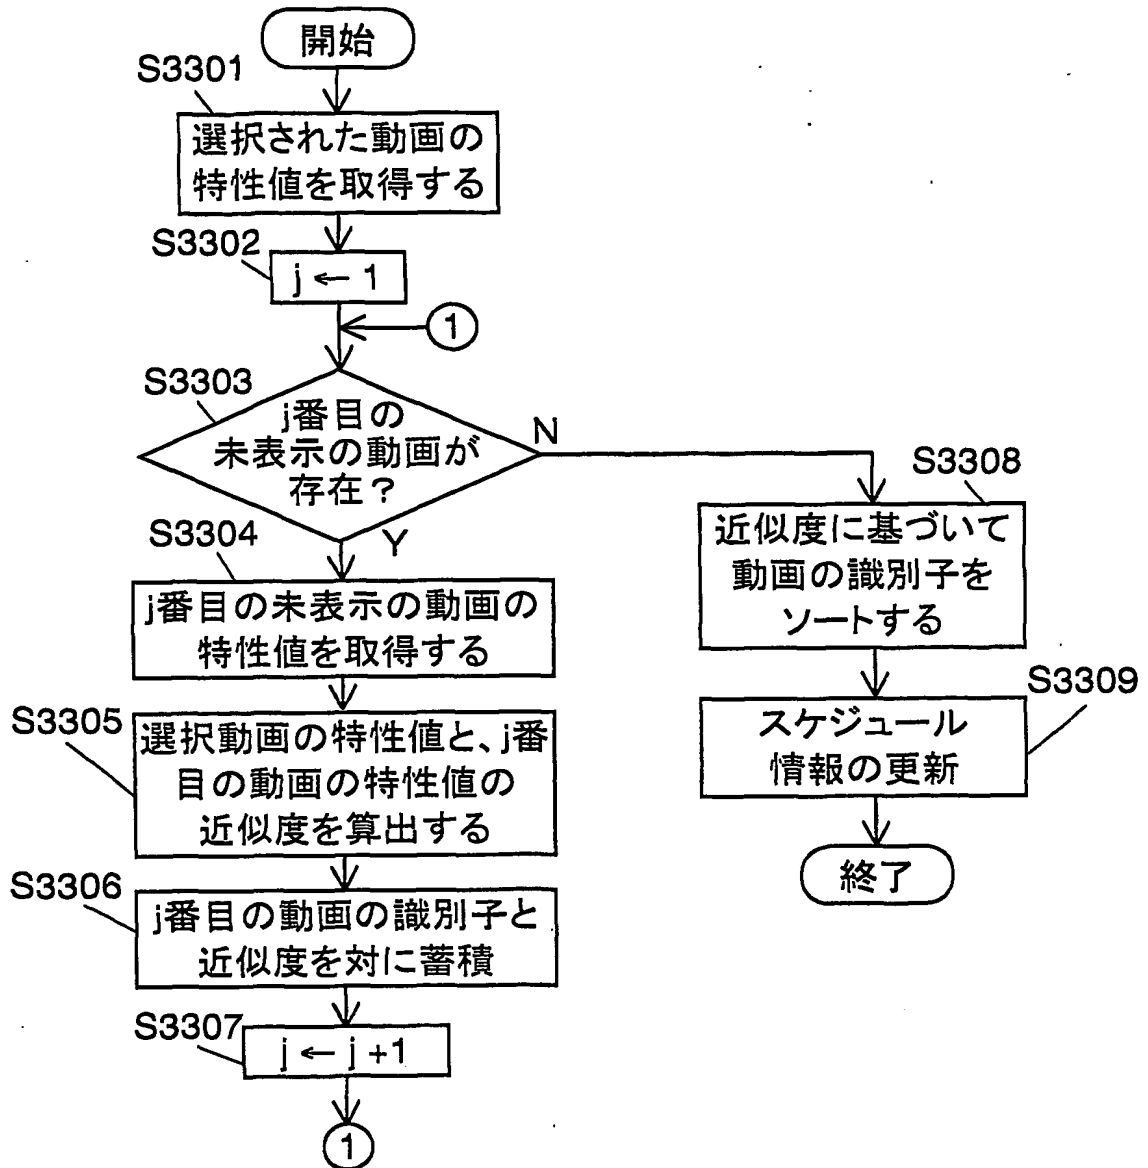 開始
S3301
選択された動画の
特性値を取得する
S3302
j ← 1
①
S3303
j番目の
未表示の動画が
存在？
N
Y
S3304
j番目の未表示の動画の
特性値を取得する
S3305
選択動画の特性値と、j番
目の動画の特性値の
近似度を算出する
S3306
j番目の動画の識別子と
近似度を対に蓄積
S3307
j ← j +1
①
S3308
近似度に基づいて
動画の識別子を
ソートする
S3309
スケジュール
情報の更新
終了